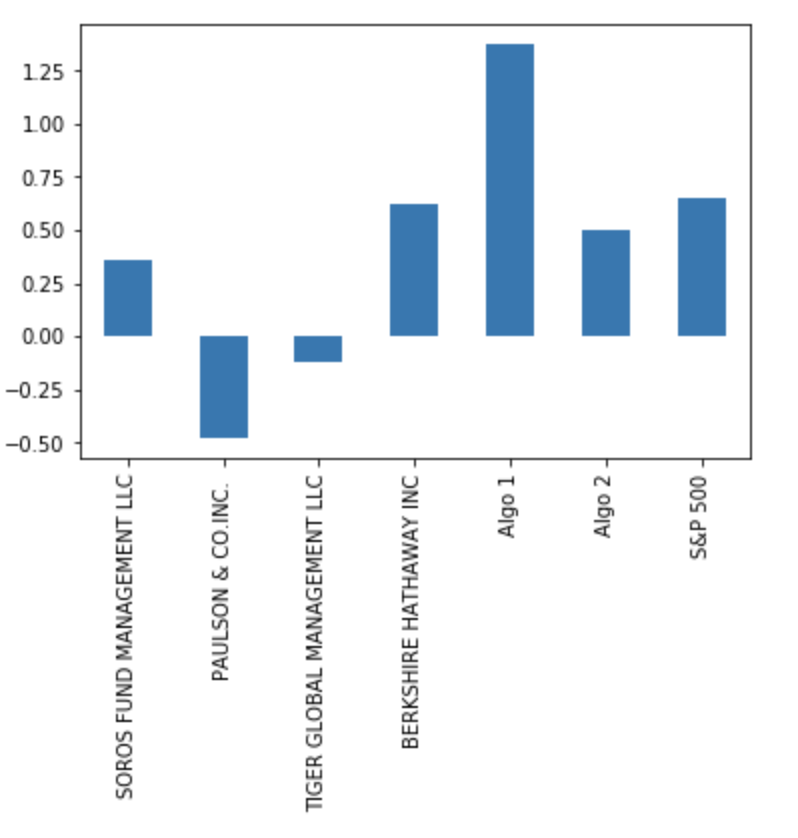 1.25
1.00
0.75
0.50
0.25
0.00
−0.25
−0.50
SOROS FUND MANAGEMENT LLC
PAULSON & CO.INC.
TIGER GLOBAL MANAGEMENT LLC
BERKSHIRE HATHAWAY INC
Algo 1
Algo 2
S&P 500